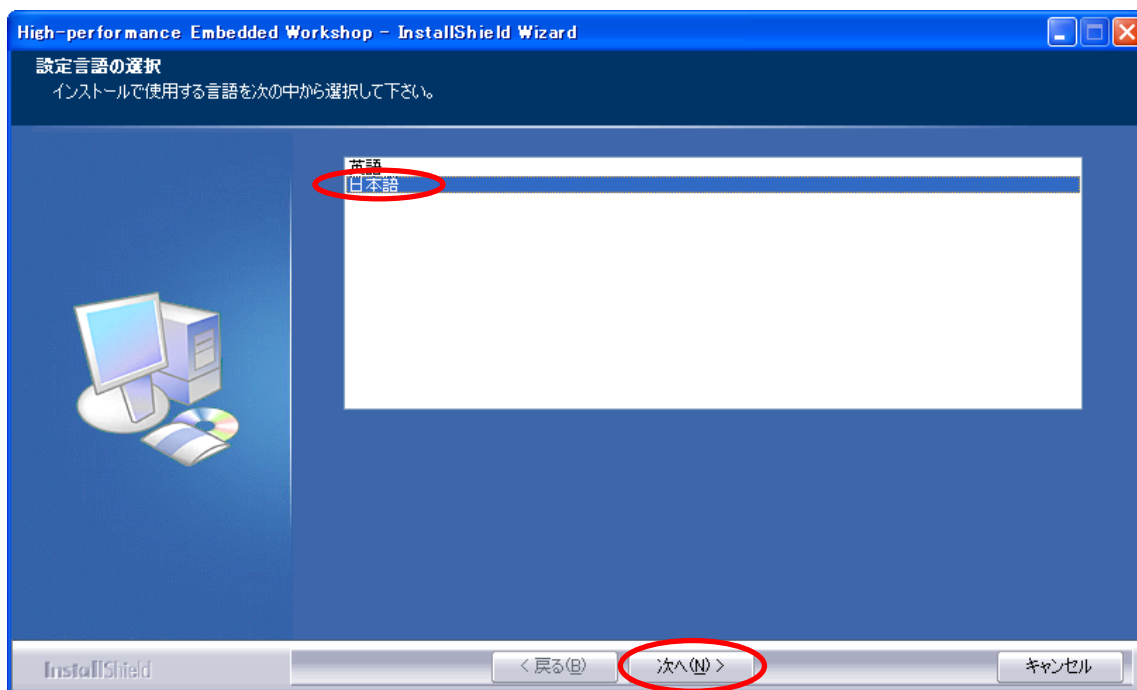 High-performance Embedded Workshop - InstallShield Wizard
設定言語の選択
インストールで使用する言語を次の中から選択して下さい。
英語
日本語
InstallShield
< 戻る(B)
次へ(N) >
キャンセル